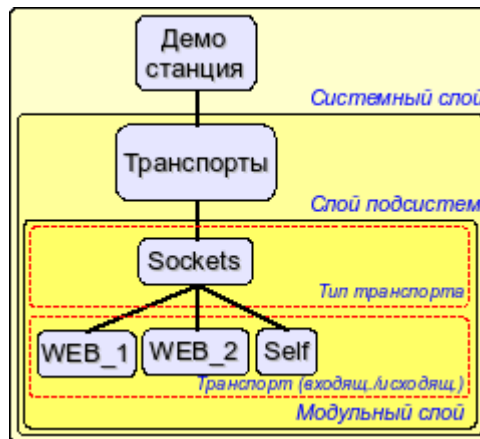 Демо
станция
Системный слой
Транспорты
Слой подсистем
Sockets
Тип транспорта
WEB_1 WEB_2 Self
Транспорт (входящ./исходящ.)
Модульный слой